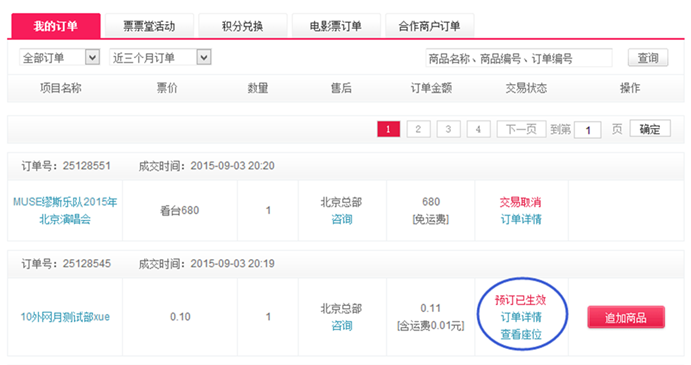 我的订单 票票堂活动 积分兑换 电影票订单 合作商户订单
全部订单 近三个月订单 商品名称、商品编号、订单编号 查询
项目名称 票价 数量 售后 订单金额 交易状态 操作
1 2 3 4 下一页 到第 1 页 确定
订单号：25128551 成交时间：2015-09-03 20:20
MUSE缪斯乐队2015年北京演唱会 看台680 1 北京总部 咨询 680 [免运费] 交易取消 订单详情
订单号：25128545 成交时间：2015-09-03 20:19
10外网月测试部xue 0.10 1 北京总部 咨询 0.11 [含运费0.01元] 预订已生效 订单详情 查看座位 追加商品